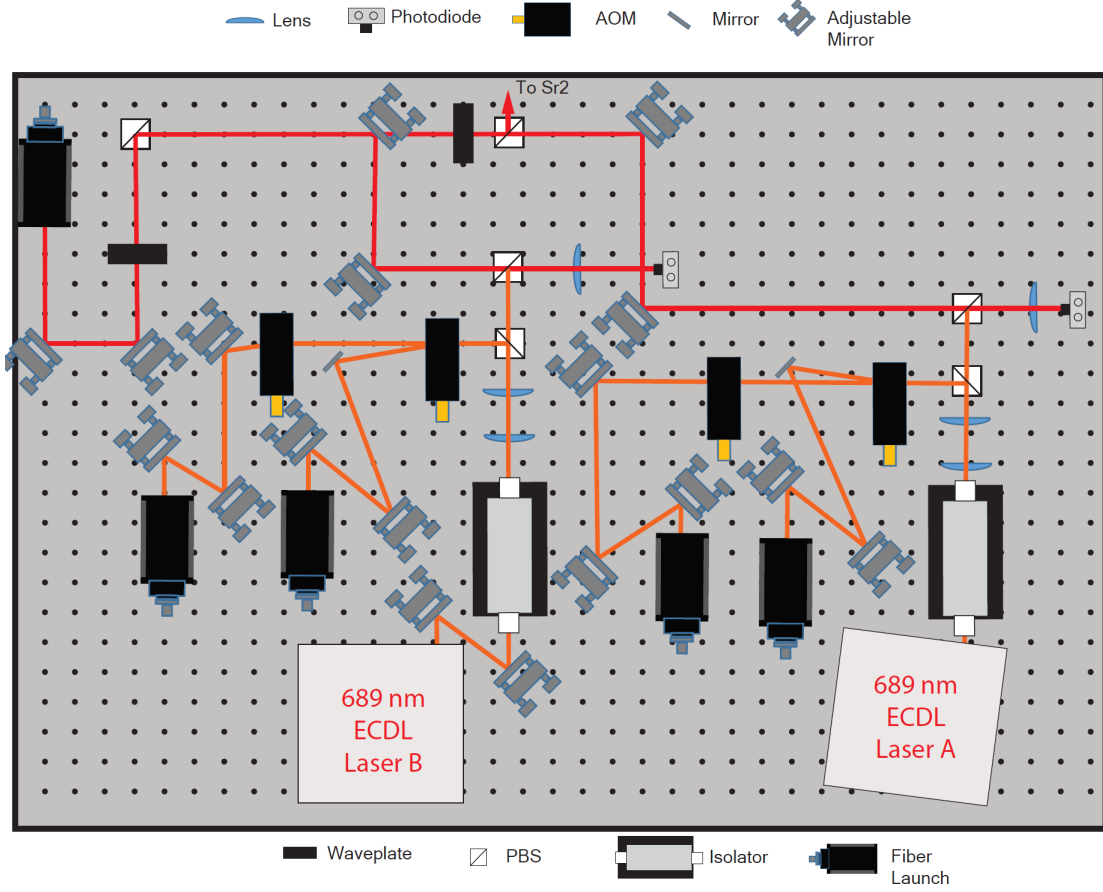 Lens
Photodiode
AOM
Mirror
Adjustable
Mirror
To Sr2
689 nm
ECDL
Laser B
689 nm
ECDL
Laser A
Waveplate
PBS
Isolator
Fiber
Launch